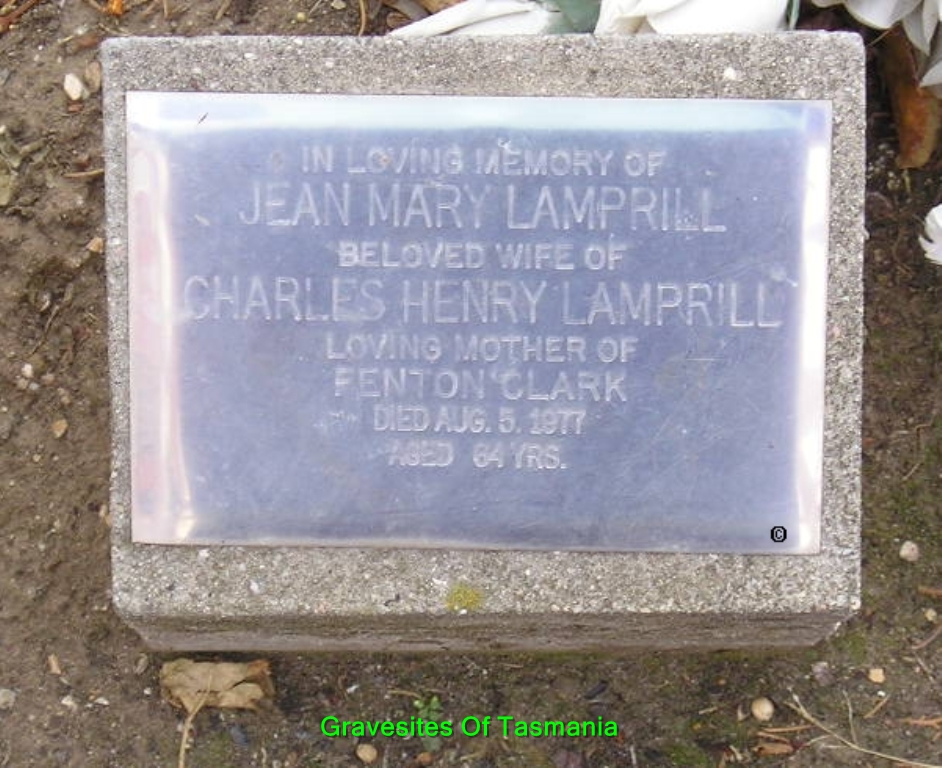 IN LOVING MEMORY OF
JEAN MARY LAMPRILL
BELOVED WIFE OF
CHARLES HENRY LAMPRILL
LOVING MOTHER OF
FENTON CLARK
DIED AUG. 5. 1977
AGED 64 YRS.
©
Gravesites Of Tasmania